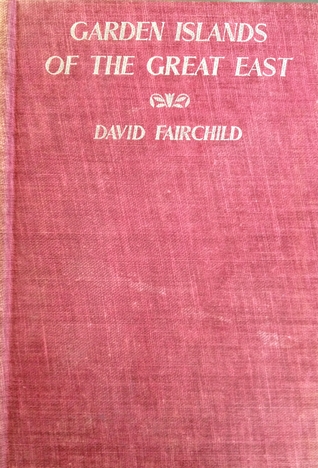 GARDEN ISLANDS
OF THE GREAT EAST
DAVID FAIRCHILD